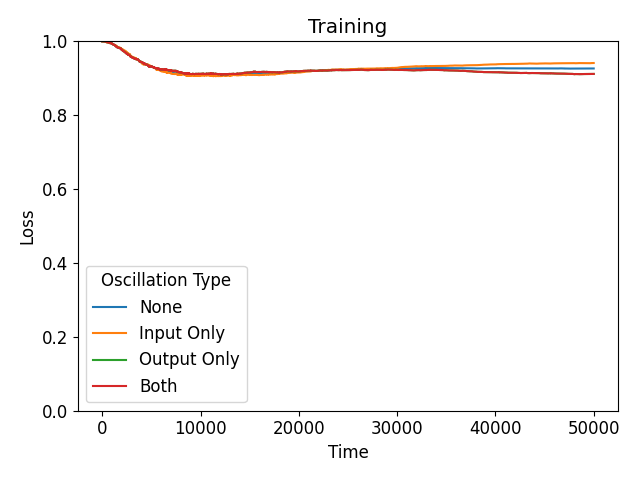 Training
1.0
0.8
0.6
0.4
0.2
0.0
Loss
Oscillation Type
None
Input Only
Output Only
Both
0
10000
20000
30000
40000
50000
Time